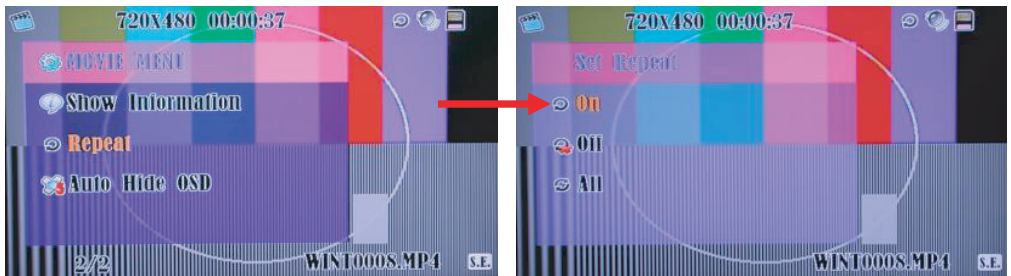 720X480 00:00:37
MOVIE MENU
Show Information
Repeat
Auto Hide OSD
2/2
WINT0008.MP4
S.E.
720X480 00:00:37
Set Repeat
On
Off
All
WINT0008.MP4
S.E.